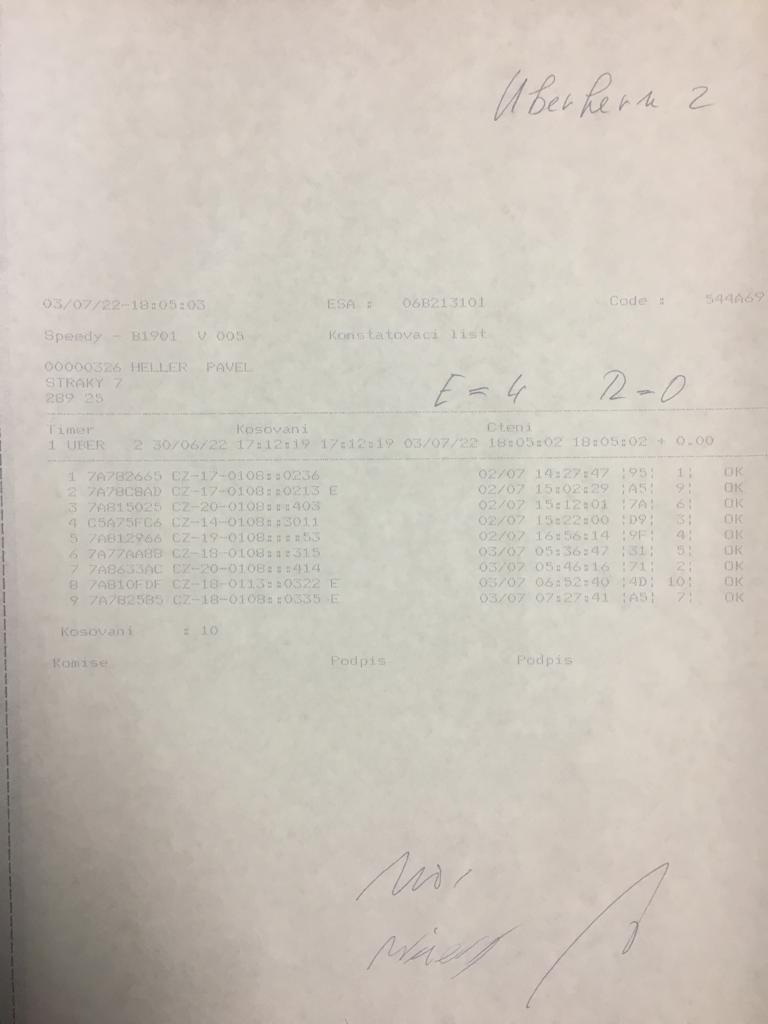 Uberhern 2
03/07/22-18:05:03 ESA : 06B213101 Code : 544A69
Speedy - B1901 V 005 Konstatovaci list
00000326 HELLER PAVEL
STRAKY 7
289 25
E = 4 R = 0
Timer Kosovani Cteni
1 UBER 2 30/06/22 17:12:19 17:12:19 03/07/22 18:05:02 18:05:02 + 0.00
1 7A782665 CZ-17-0108:::0236 02/07 14:27:47 ¦95¦ 1¦ OK
2 7A78C8AD CZ-17-0108:::0213 E 02/07 15:02:29 ¦A5¦ 9¦ OK
3 7A815025 CZ-20-0108::::403 02/07 15:12:01 ¦7A¦ 6¦ OK
4 C5A75FC6 CZ-14-0108:::3011 02/07 15:22:00 ¦D9¦ 3¦ OK
5 7A812966 CZ-19-0108:::::53 02/07 16:56:14 ¦9F¦ 4¦ OK
6 7A77AA8B CZ-18-0108::::315 03/07 05:36:47 ¦31¦ 5¦ OK
7 7A8633AC CZ-20-0108::::414 03/07 05:46:16 ¦71¦ 2¦ OK
8 7A810FDF CZ-18-0113:::0322 E 03/07 06:52:40 ¦4D¦ 10¦ OK
9 7A782585 CZ-18-0108:::0335 E 03/07 07:27:41 ¦A5¦ 7¦ OK
Kosovani : 10
Komise Podpis Podpis